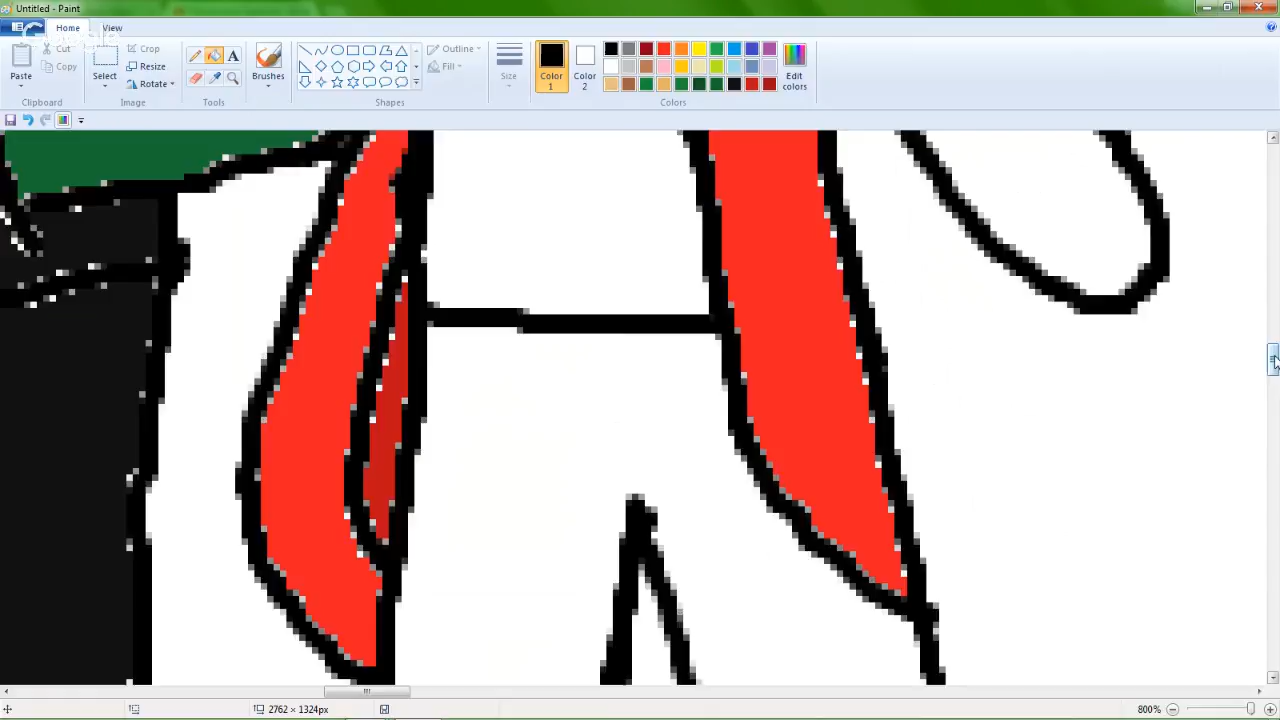 Untitled - Paint
Home View
Paste
Cut
Copy
Clipboard
Select
Crop
Resize
Rotate
Image
A
Tools
Brushes
Outline
Fill
Shapes
Size
Color 1
Color 2
Edit colors
Colors
2762 × 1324px
800%